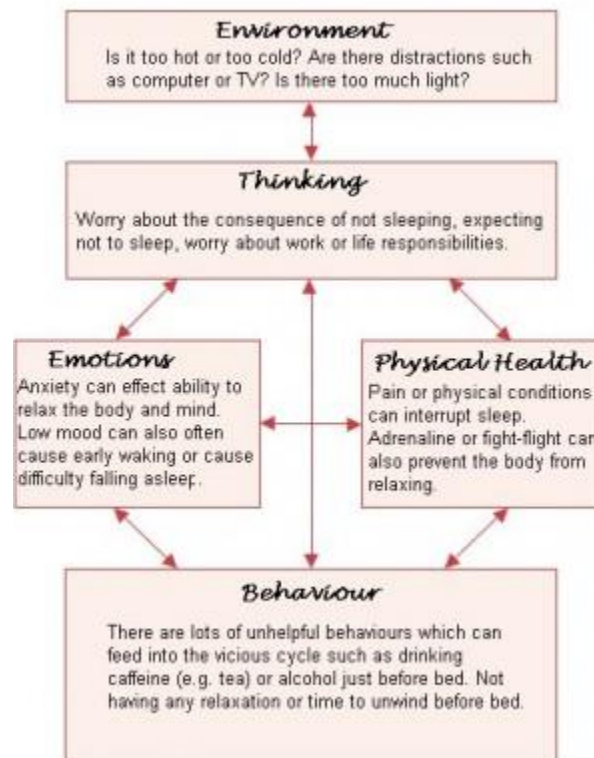 Environment
Is it too hot or too cold? Are there distractions such
as computer or TV? Is there too much light?
Thinking
Worry about the consequence of not sleeping, expecting
not to sleep, worry about work or life responsibilities.
Emotions
Anxiety can effect ability to
relax the body and mind.
Low mood can also often
cause early waking or cause
difficulty falling asleep.
Physical Health
Pain or physical conditions
can interrupt sleep.
Adrenaline or fight-flight can
also prevent the body from
relaxing.
Behaviour
There are lots of unhelpful behaviours which can
feed into the vicious cycle such as drinking
caffeine (e.g. tea) or alcohol just before bed. Not
having any relaxation or time to unwind before bed.